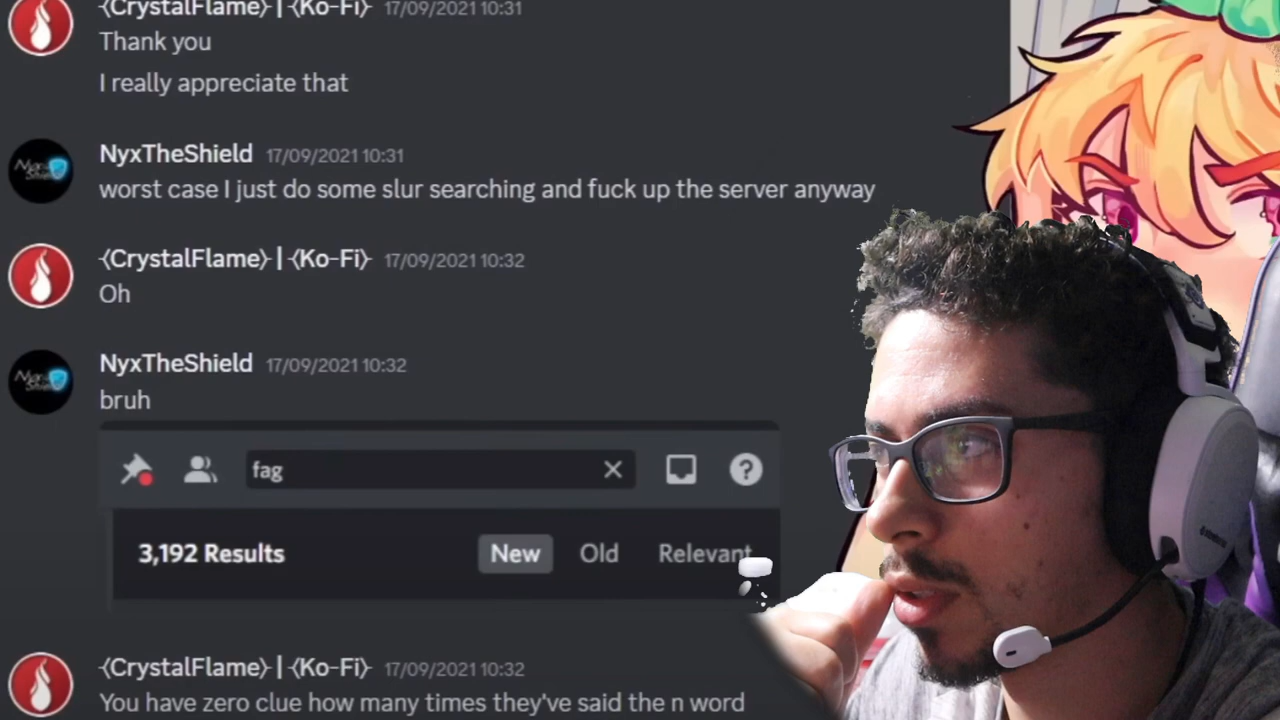 ⧼CrystalFlame⧽ | ⧼Ko-Fi⧽ 17/09/2021 10:31
Thank you
I really appreciate that
NyxTheShield 17/09/2021 10:31
worst case I just do some slur searching and fuck up the server anyway
⧼CrystalFlame⧽ | ⧼Ko-Fi⧽ 17/09/2021 10:32
Oh
NyxTheShield 17/09/2021 10:32
bruh
fag
3,192 Results New Old Relevant
⧼CrystalFlame⧽ | ⧼Ko-Fi⧽ 17/09/2021 10:32
You have zero clue how many times they've said the n word